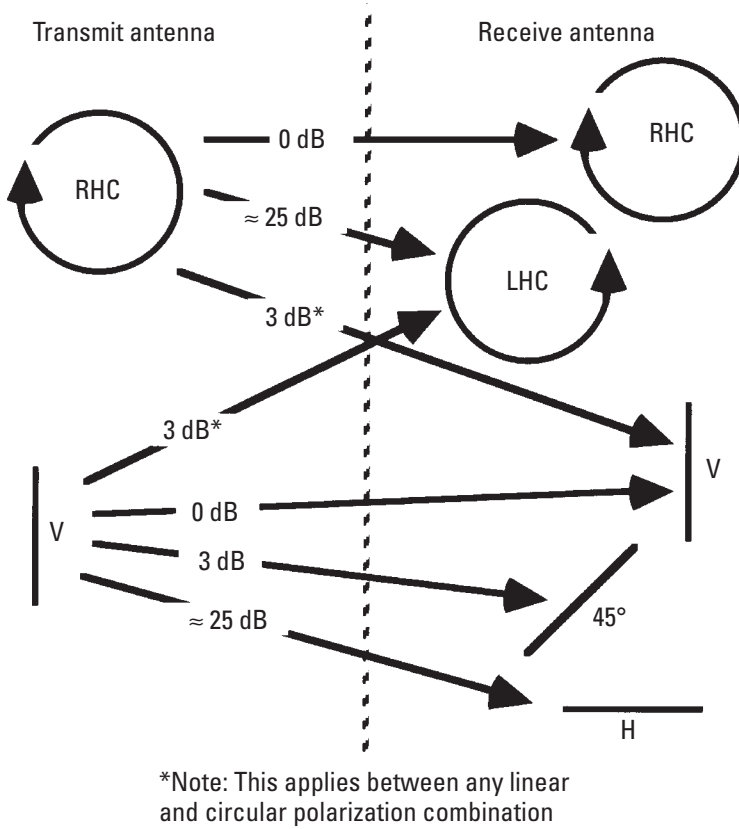 Transmit antenna
Receive antenna
RHC
0 dB
RHC
≈ 25 dB
LHC
3 dB*
3 dB*
V
V
0 dB
3 dB
45°
≈ 25 dB
H
*Note: This applies between any linear
and circular polarization combination